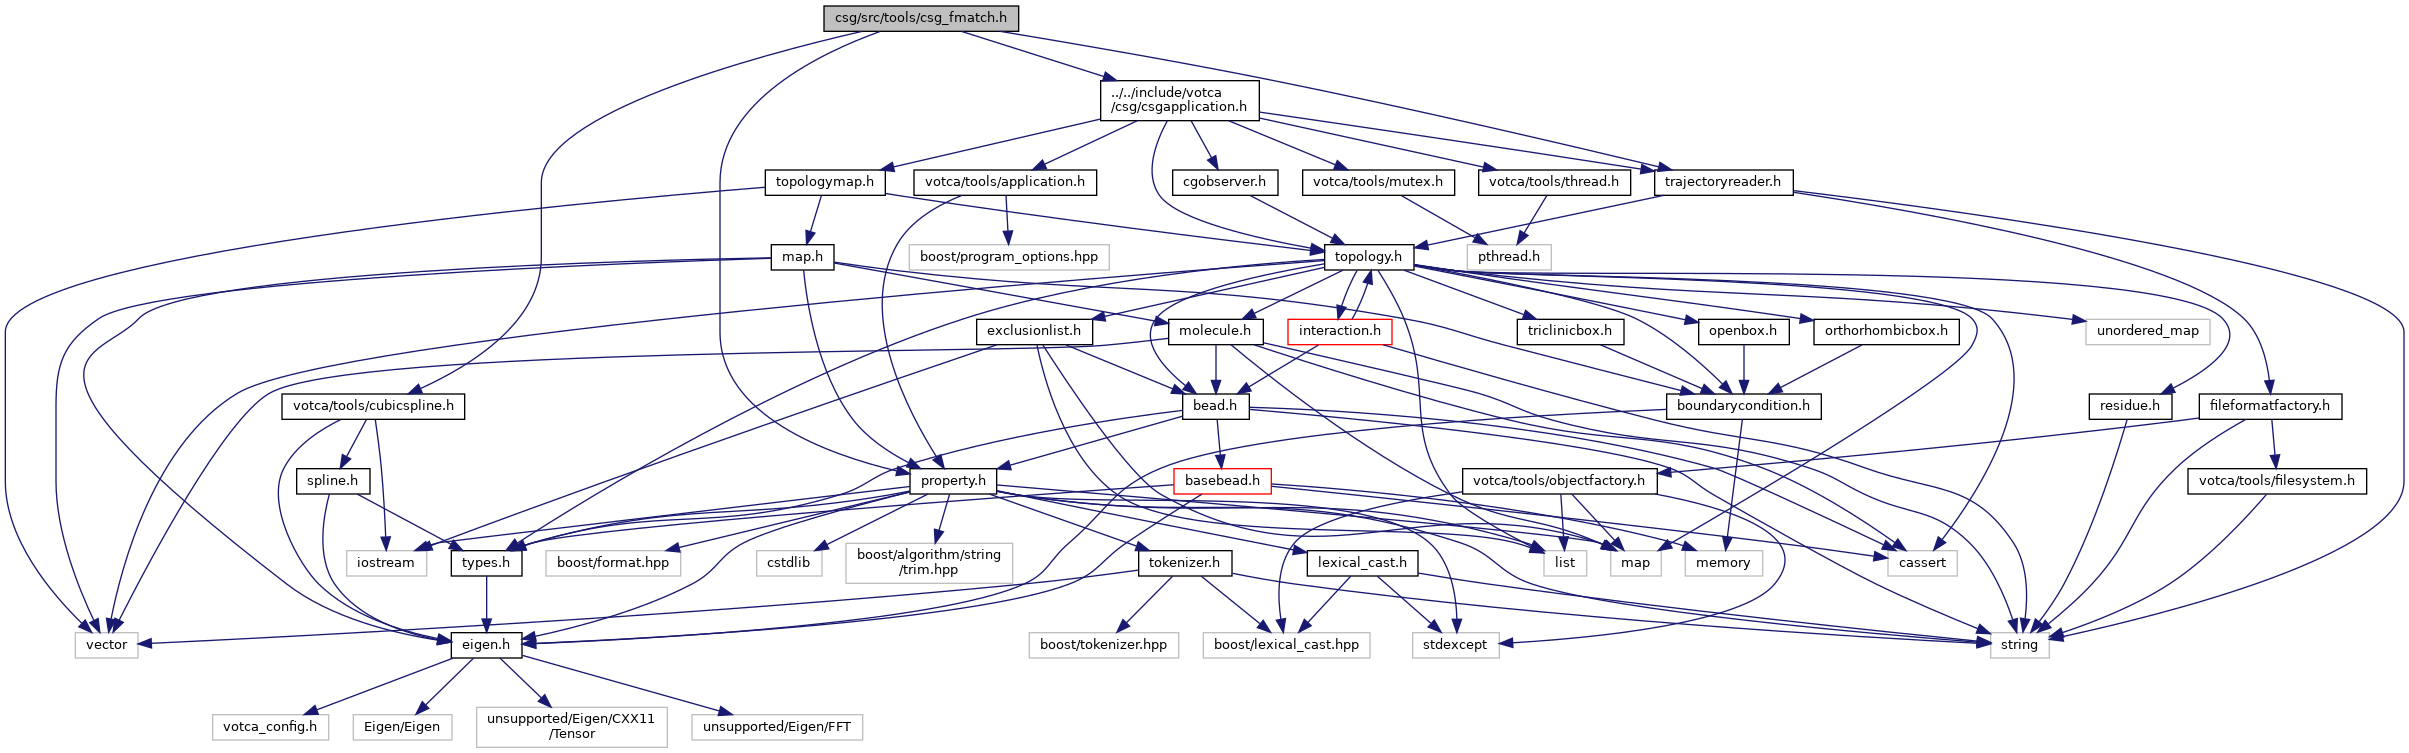 csg/src/tools/csg_fmatch.h
../../include/votca
/csg/csgapplication.h
topologymap.h
votca/tools/application.h
cgobserver.h
votca/tools/mutex.h
votca/tools/thread.h
trajectoryreader.h
map.h
boost/program_options.hpp
topology.h
pthread.h
exclusionlist.h
molecule.h
interaction.h
triclinicbox.h
openbox.h
orthorhombicbox.h
unordered_map
votca/tools/cubicspline.h
bead.h
boundarycondition.h
residue.h
fileformatfactory.h
spline.h
property.h
basebead.h
votca/tools/objectfactory.h
votca/tools/filesystem.h
iostream
types.h
boost/format.hpp
cstdlib
boost/algorithm/string
/trim.hpp
tokenizer.h
lexical_cast.h
list
map
memory
cassert
vector
eigen.h
boost/tokenizer.hpp
boost/lexical_cast.hpp
stdexcept
string
votca_config.h
Eigen/Eigen
unsupported/Eigen/CXX11
/Tensor
unsupported/Eigen/FFT